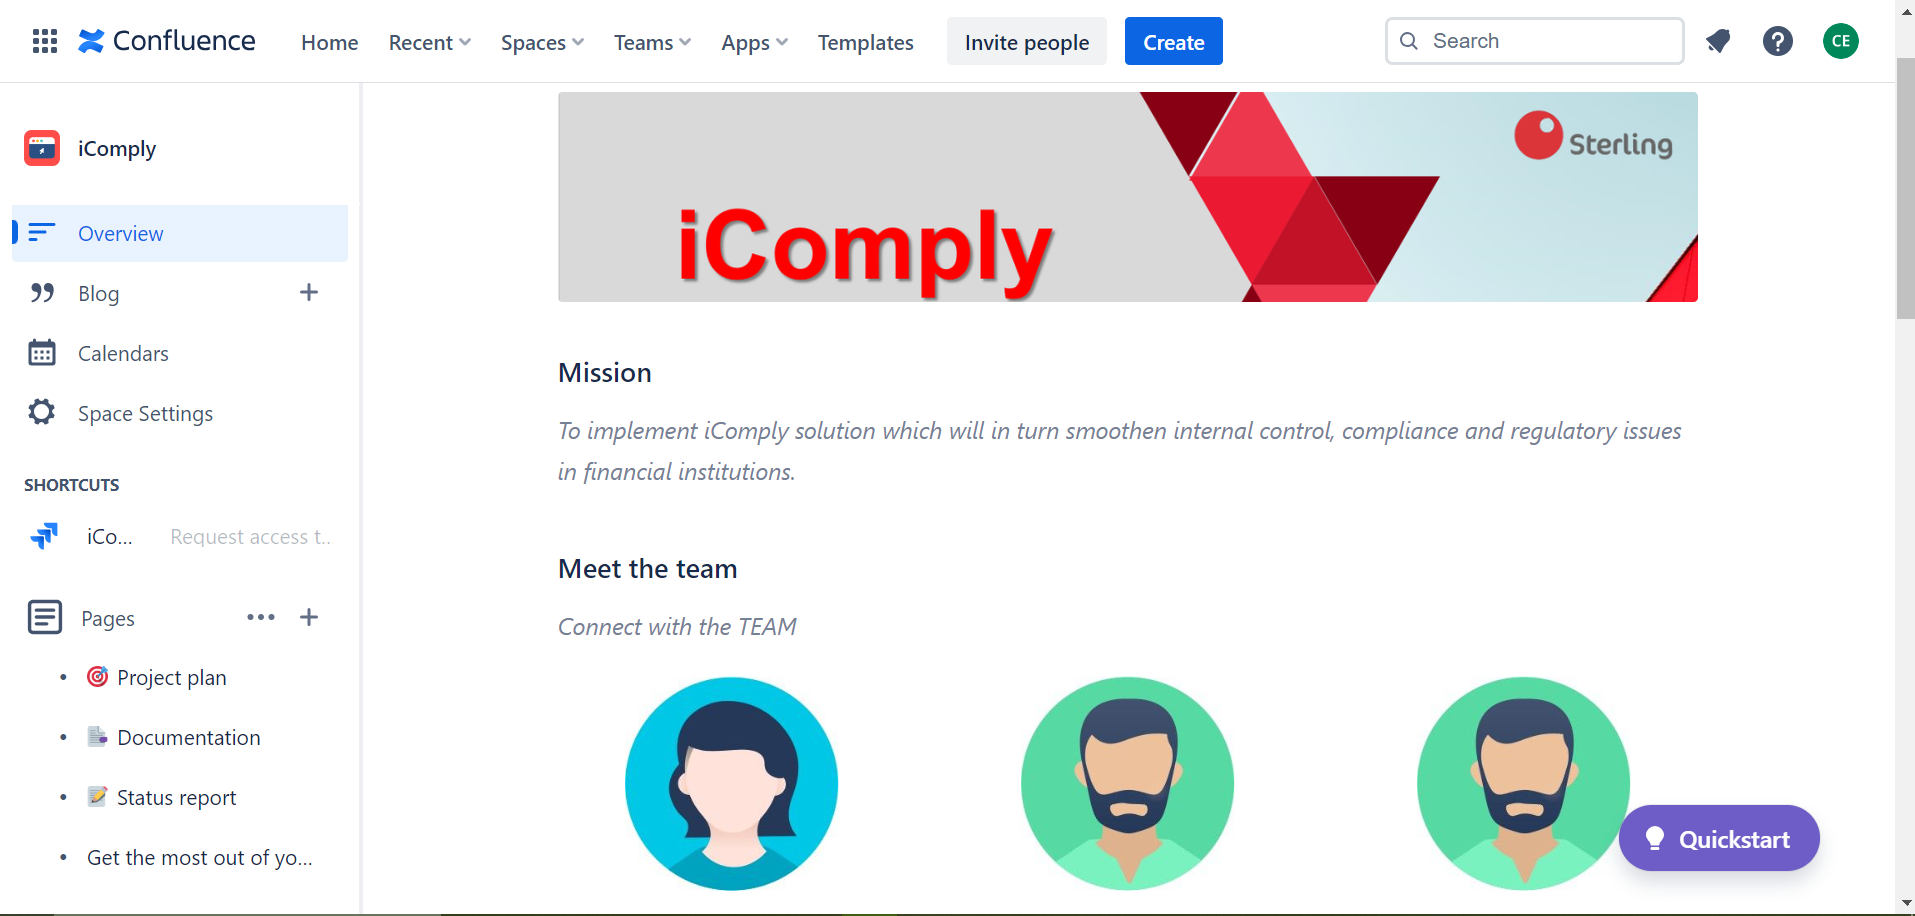 Confluence
Home
Recent
Spaces
Teams
Apps
Templates
Invite people
Create
Search
CE
iComply
Overview
Blog
Calendars
Space Settings
SHORTCUTS
iCo...
Request access t..
Pages
Project plan
Documentation
Status report
Get the most out of yo...
iComply
Sterling
Mission
To implement iComply solution which will in turn smoothen internal control, compliance and regulatory issues
in financial institutions.
Meet the team
Connect with the TEAM
Quickstart